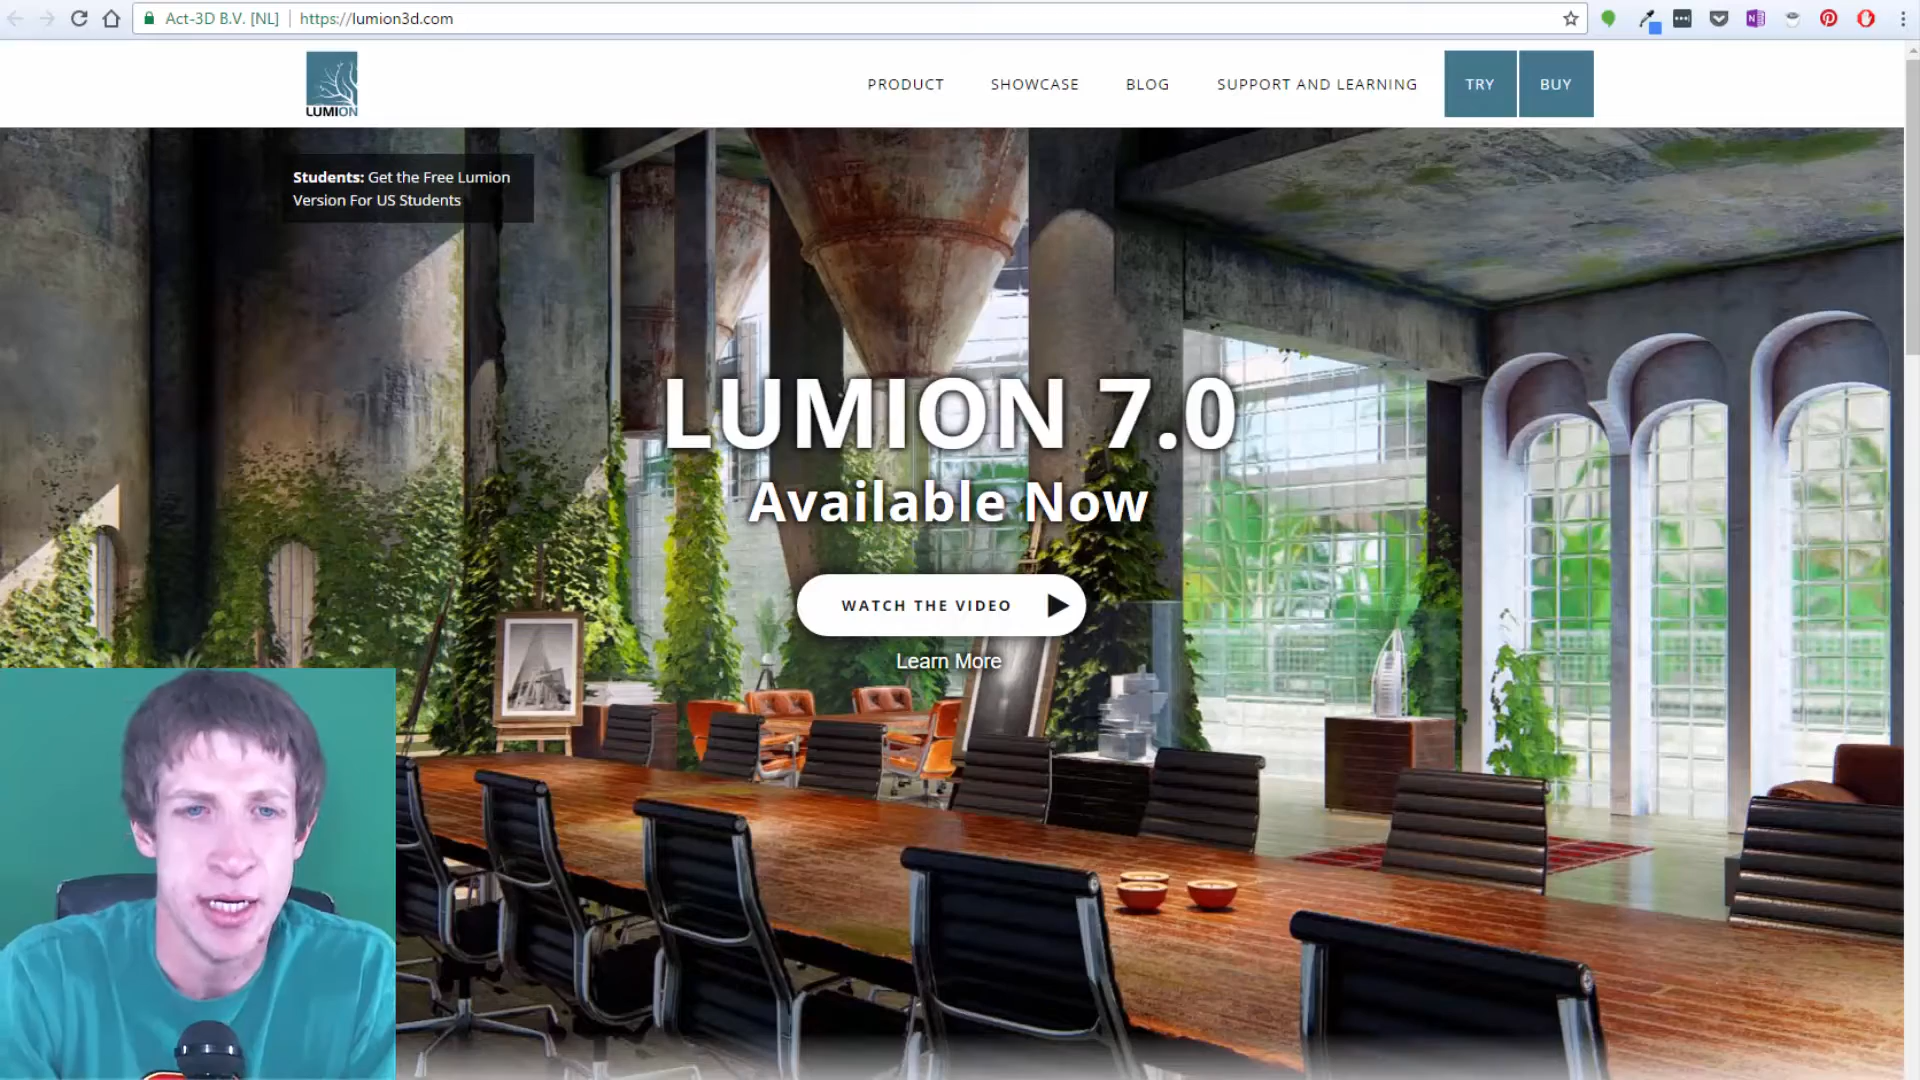 Act-3D B.V. [NL]
https://lumion3d.com
LUMION
PRODUCT
SHOWCASE
BLOG
SUPPORT AND LEARNING
TRY
BUY
Students: Get the Free Lumion
Version For US Students
LUMION 7.0
Available Now
WATCH THE VIDEO
Learn More